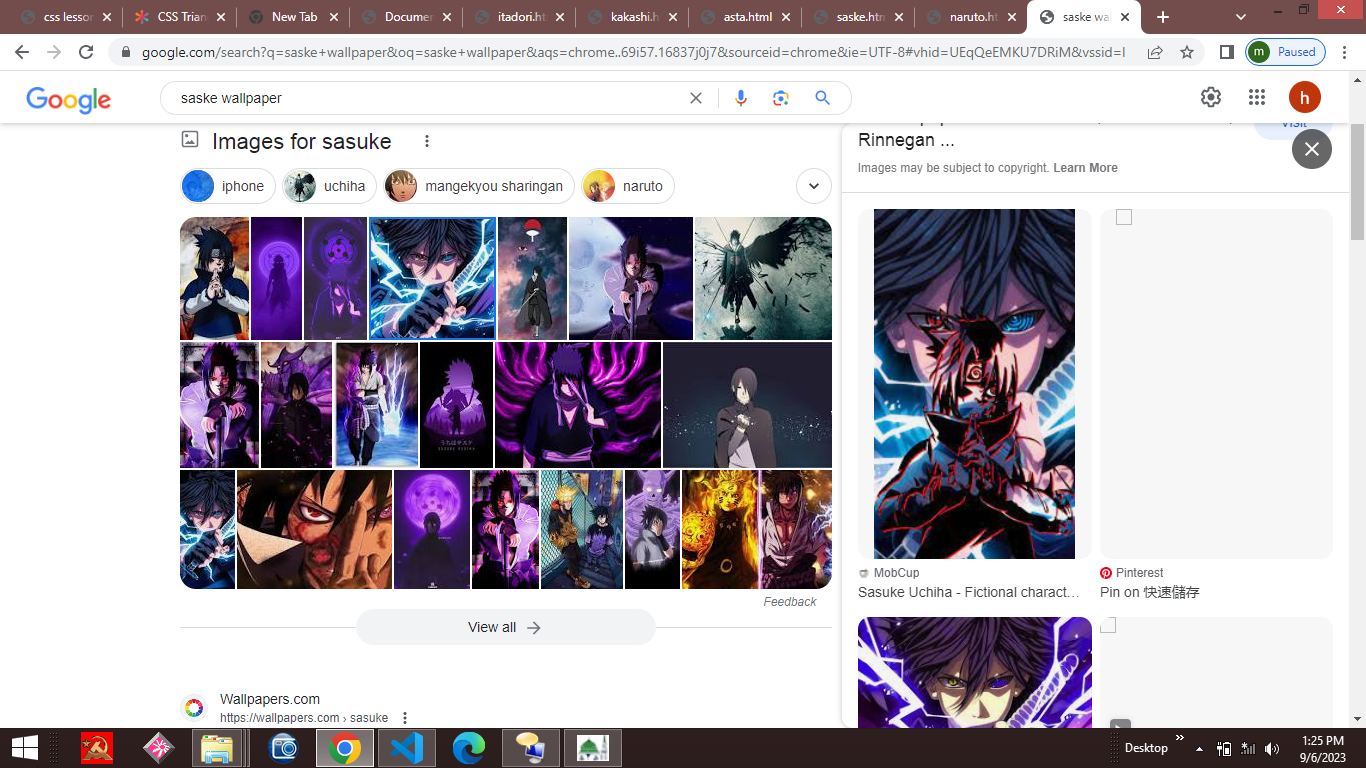 css lesson
CSS Trian
New Tab
Documen
itadori.ht
kakashi.h
asta.html
saske.htm
naruto.ht
saske wal
google.com/search?q=saske+wallpaper&oq=saske+wallpaper&aqs=chrome..69i57.16837j0j7&sourceid=chrome&ie=UTF-8#vhid=UEqQeEMKU7DRiM&vssid=l
m Paused
Google
saske wallpaper
h
Images for sasuke
iphone
uchiha
mangekyou sharingan
naruto
Feedback
View all
Wallpapers.com
https://wallpapers.com › sasuke
Visit
Rinnegan ...
Images may be subject to copyright. Learn More
MobCup
Sasuke Uchiha - Fictional charact...
Pinterest
Pin on 快速儲存
Desktop
1:25 PM
9/6/2023